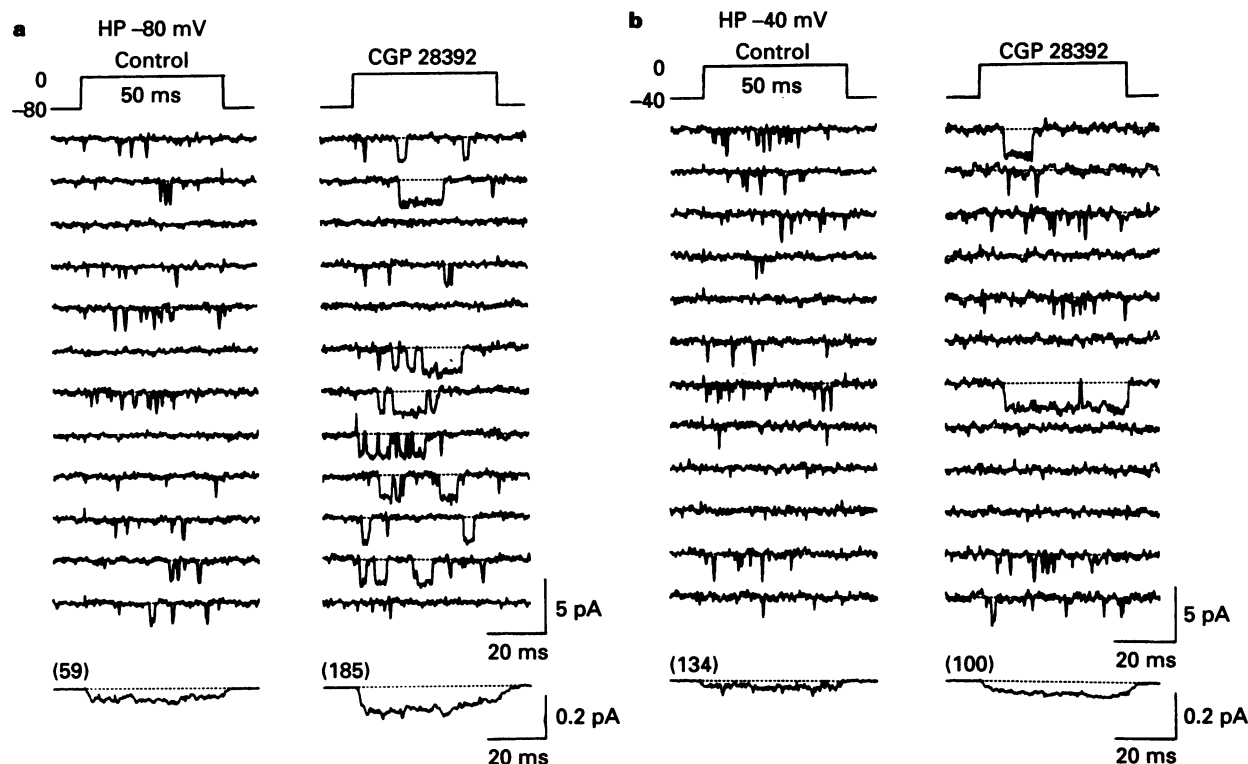 a
HP –80 mV
Control
CGP 28392
0
50 ms
–80
5 pA
20 ms
(59)
(185)
0.2 pA
20 ms
b
HP –40 mV
Control
CGP 28392
0
50 ms
–40
5 pA
20 ms
(134)
(100)
0.2 pA
20 ms